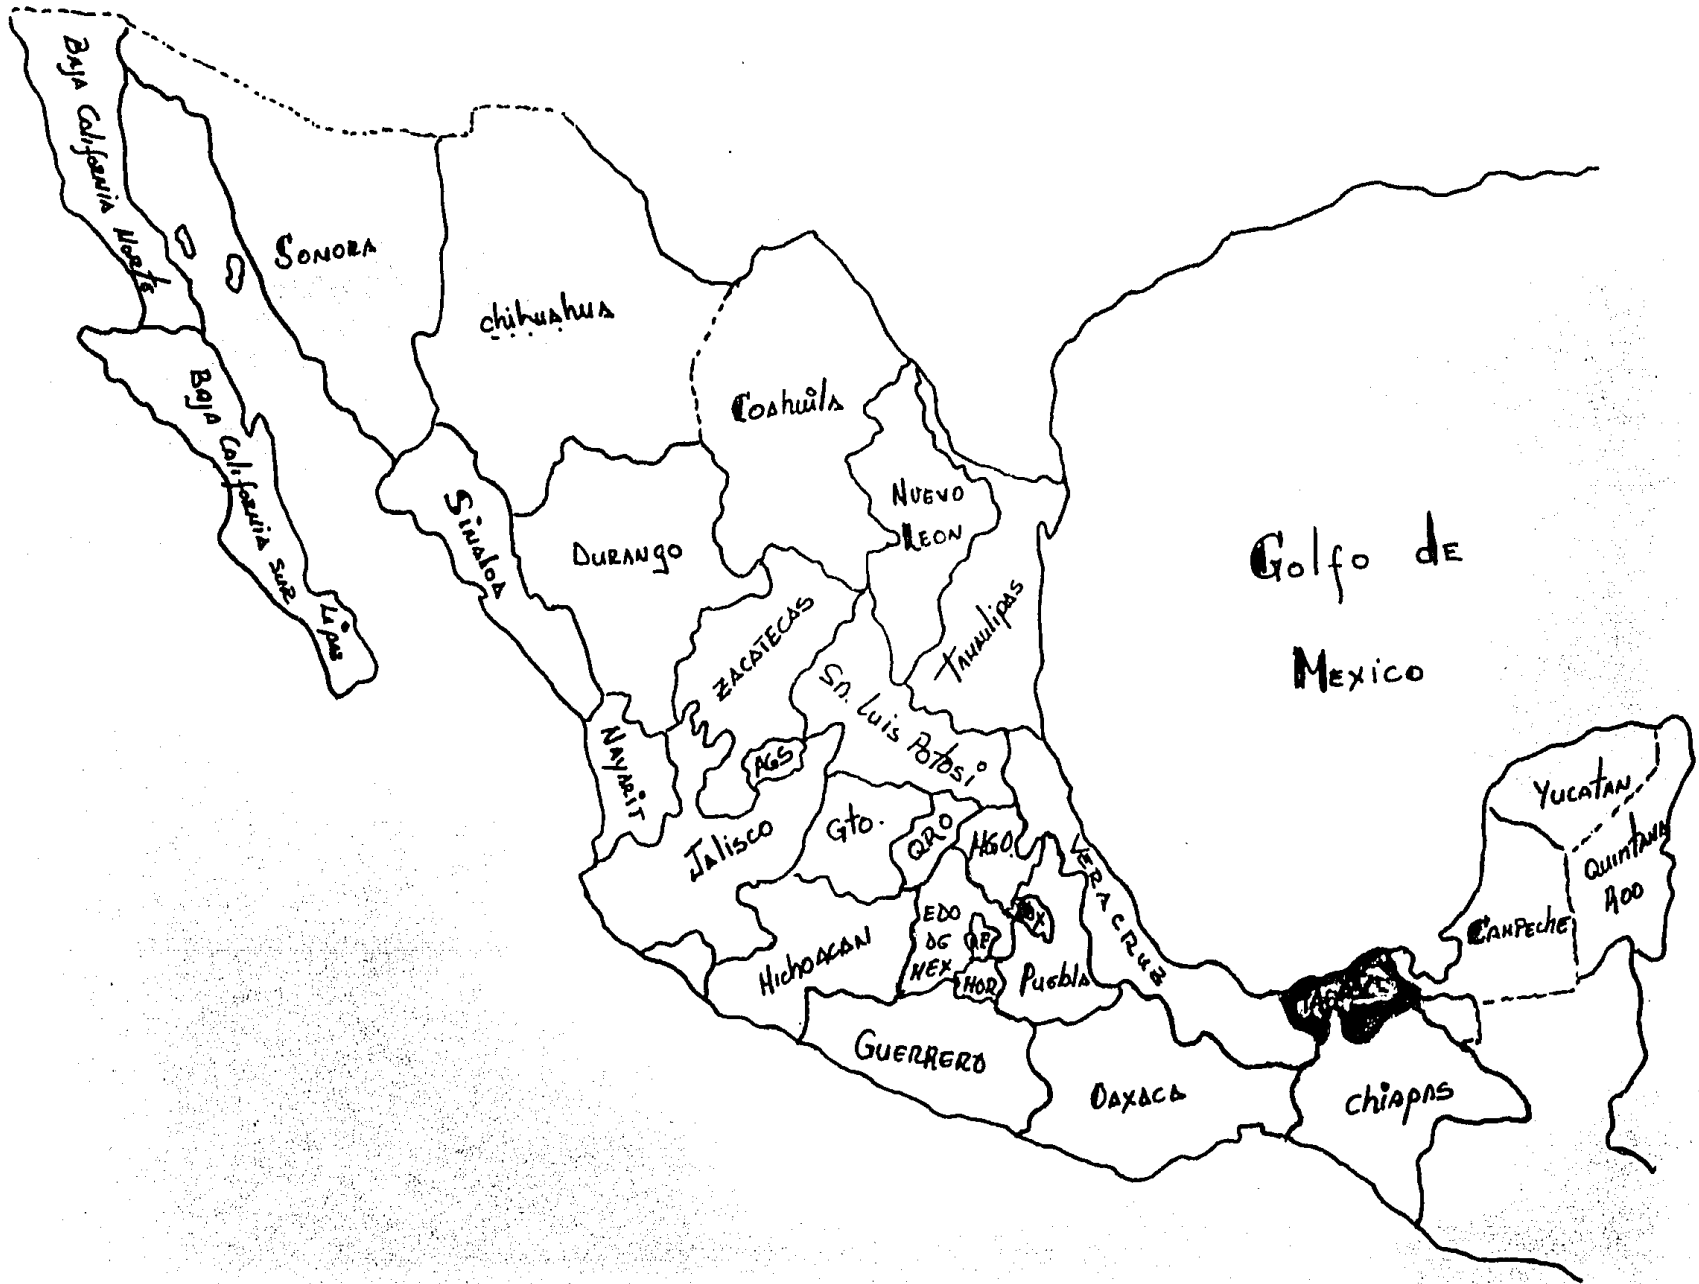 Baja California Norte
Sonora
chihuahua
Coahuila
Baja California Sur
Sinaloa
Durango
Nuevo
Leon
Tamaulipas
Zacatecas
Sn. Luis Potosi
Nayarit
AGS
Jalisco
Gto.
QRO
HGO.
VERACRUZ
Michoacan
EDO
DE
MEX
DF
MOR
Puebla
Guerrero
Oaxaca
chiapas
Golfo de
Mexico
Yucatan
Quintana
Roo
Campeche